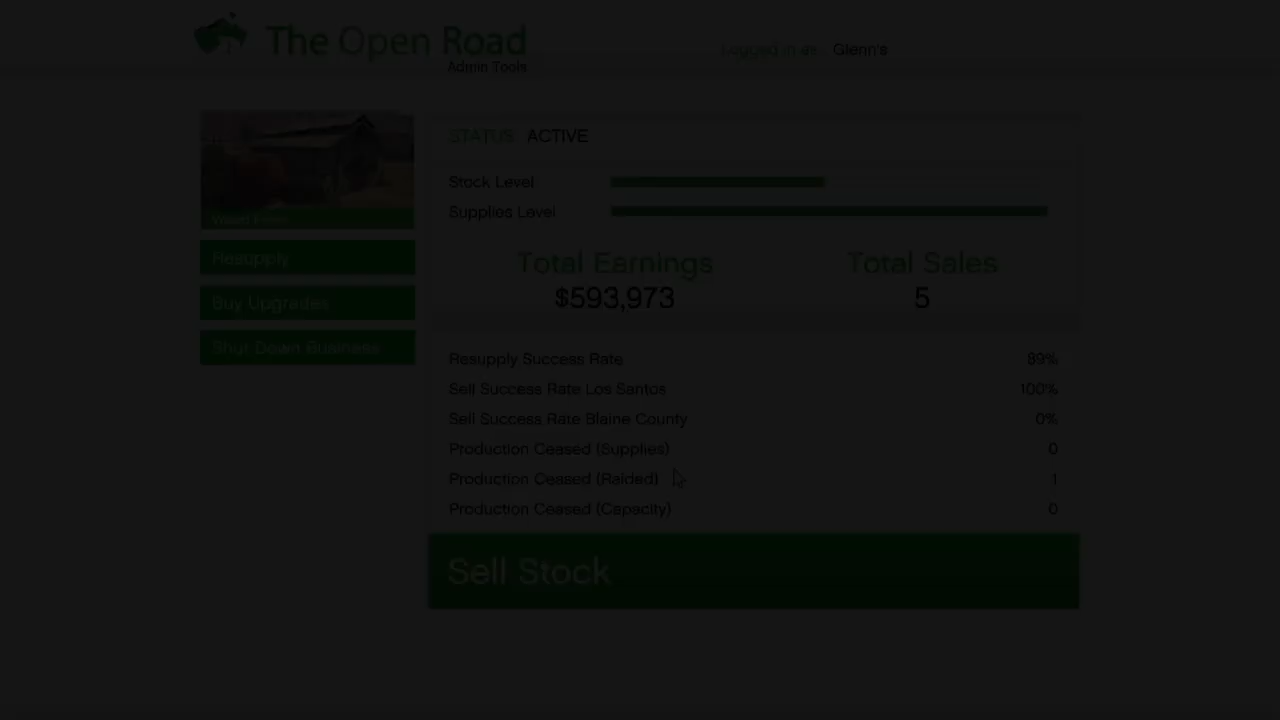 The Open Road
Admin Tools
Logged in as: Glenn's
Weed Farm
Resupply
Buy Upgrades
Shut Down Business
STATUS: ACTIVE
Stock Level
Supplies Level
Total Earnings
$593,973
Total Sales
5
Resupply Success Rate 89%
Sell Success Rate Los Santos 100%
Sell Success Rate Blaine County 0%
Production Ceased (Supplies) 0
Production Ceased (Raided) 1
Production Ceased (Capacity) 0
Sell Stock